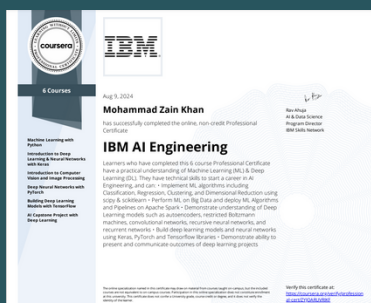 coursera
IBM
6 Courses
Machine Learning with
Python
Introduction to Deep
Learning & Neural Networks
with Keras
Introduction to Computer
Vision and Image Processing
Deep Neural Networks with
PyTorch
Building Deep Learning
Models with TensorFlow
AI Capstone Project with
Deep Learning
Aug 9, 2024
Mohammad Zain Khan
has successfully completed the online, non-credit Professional
Certificate
IBM AI Engineering
Learners who have completed this 6 course Professional Certificate
have a practical understanding of Machine Learning (ML) & Deep
Learning (DL). They have technical skills to start a career in AI
Engineering, and can: • Implement ML algorithms including
Classification, Regression, Clustering, and Dimensional Reduction using
scipy & scikitlearn • Perform ML on Big Data and deploy ML Algorithms
and Pipelines on Apache Spark • Demonstrate understanding of Deep
Learning models such as autoencoders, restricted Boltzmann
machines, convolutional networks, recursive neural networks, and
recurrent networks • Build deep learning models and neural networks
using Keras, PyTorch and Tensorflow libraries • Demonstrate ability to
present and communicate outcomes of deep learning projects
Rav Ahuja
AI & Data Science
Program Director
IBM Skills Network
Verify this certificate at: